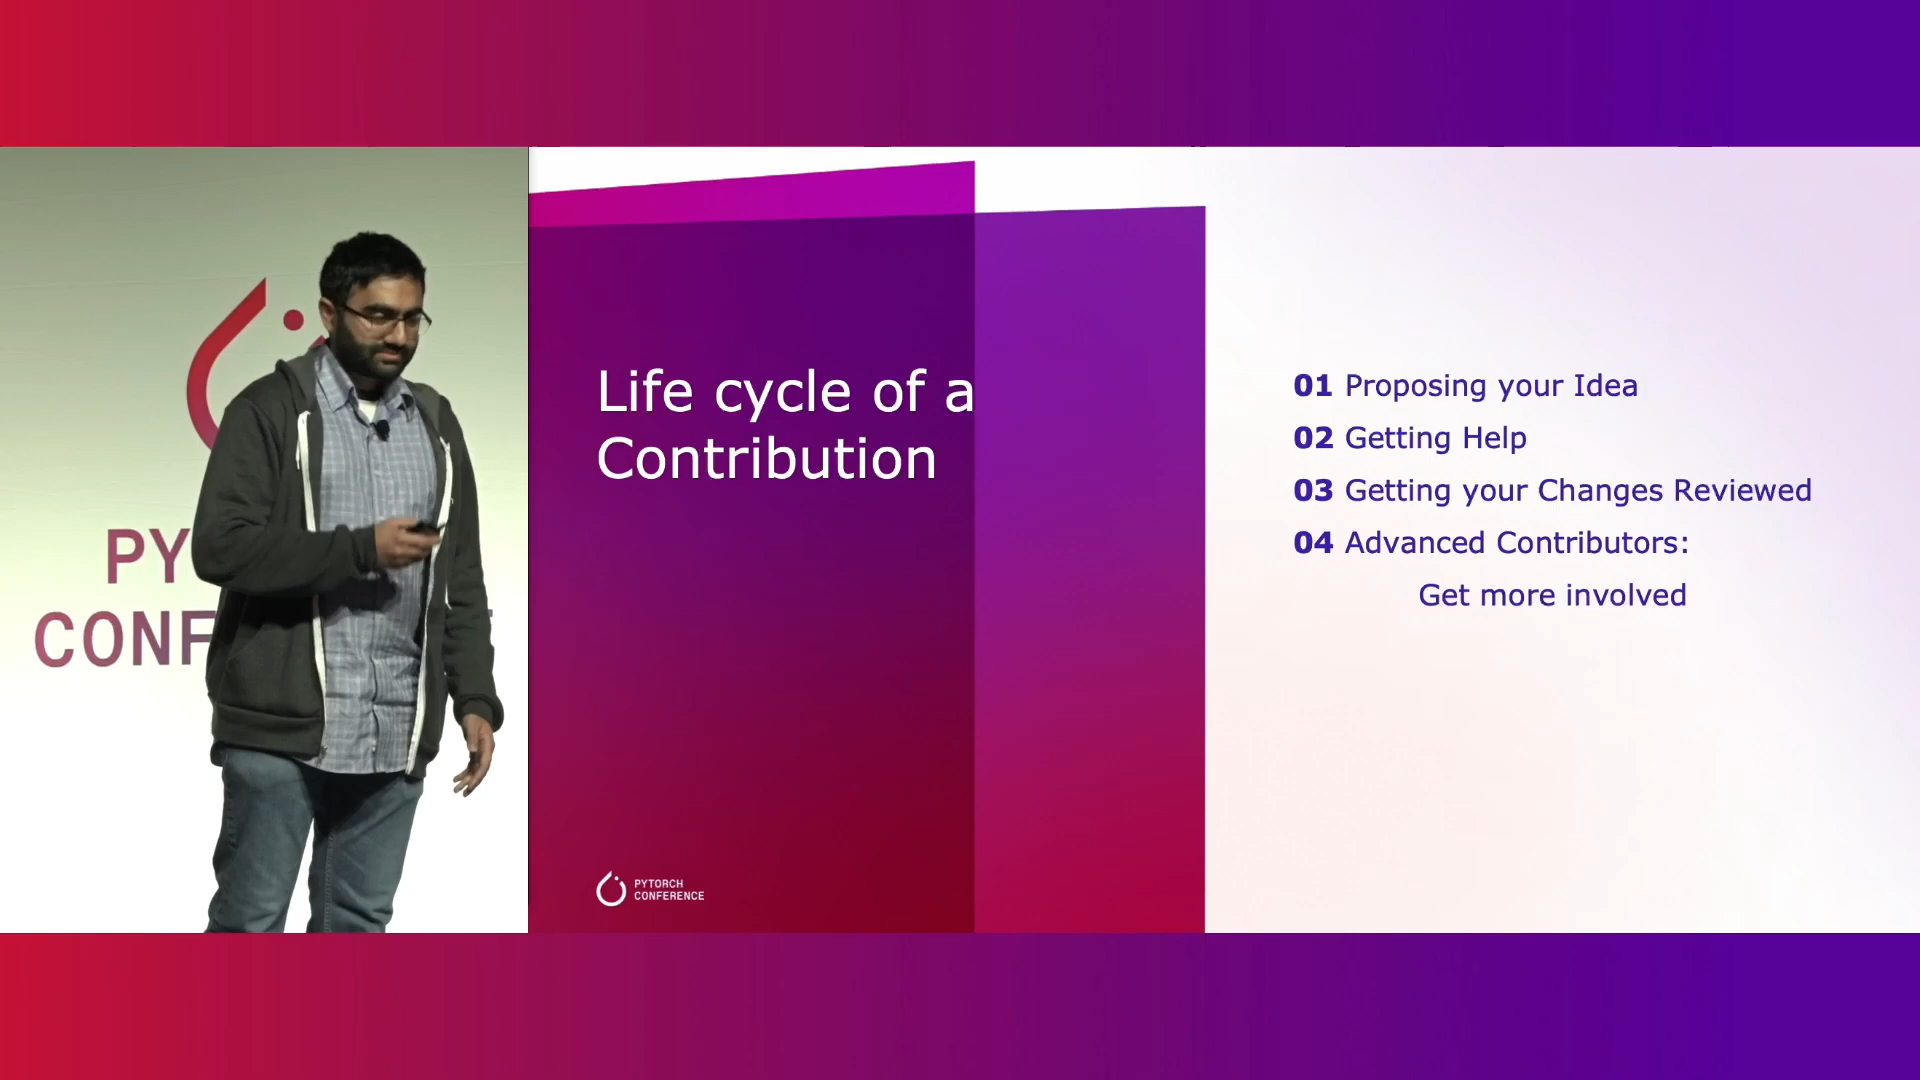 PY
CONF
Life cycle of a
Contribution
01 Proposing your Idea
02 Getting Help
03 Getting your Changes Reviewed
04 Advanced Contributors:
Get more involved
PYTORCH
CONFERENCE